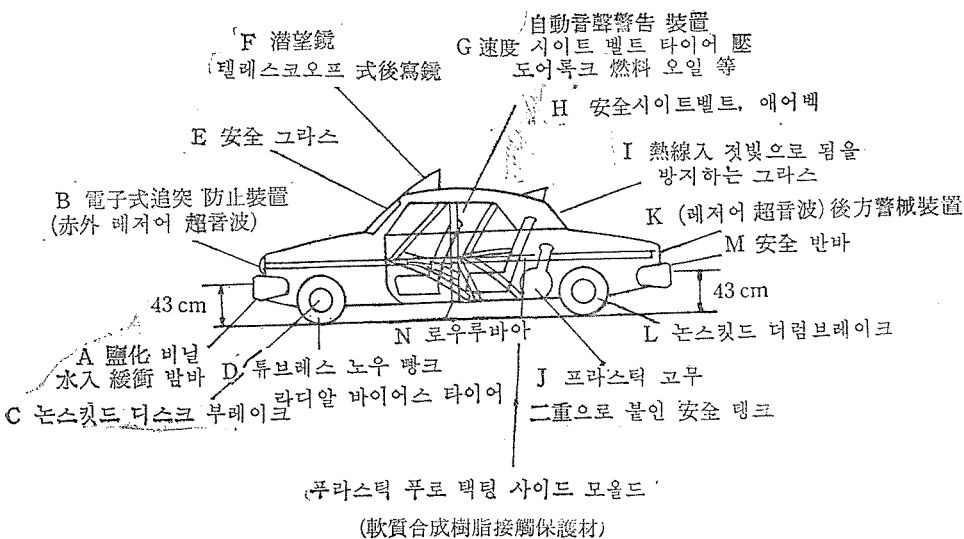 F 潜望鏡
텔레스코오프 式後寫鏡
自動音聲警告 裝置
G 速度 시이트 벨트 타이어 壓
도어록크 燃料 오일 等
H 安全시이트벨트, 애어백
E 安全 그라스
I 熱線入 젓빛으로 됨을
방지하는 그라스
B 電子式追突 防止裝置
(赤外 레저어 超音波)
K (레저어 超音波) 後方警械裝置
M 安全 반바
43 cm
43 cm
N 로우루바아
L 논스킷드 더럼브레이크
A 鹽化 비닐
水入 緩衝 밤바
D 튜브레스 노우 빵크
라디알 바이어스 타이어
J 프라스틱 고무
二重으로 붙인 安全 탱크
C 논스킷드 디스크 부레이크
푸라스틱 푸로 택팅 사이드 모올드
(軟質合成樹脂接觸保護材)